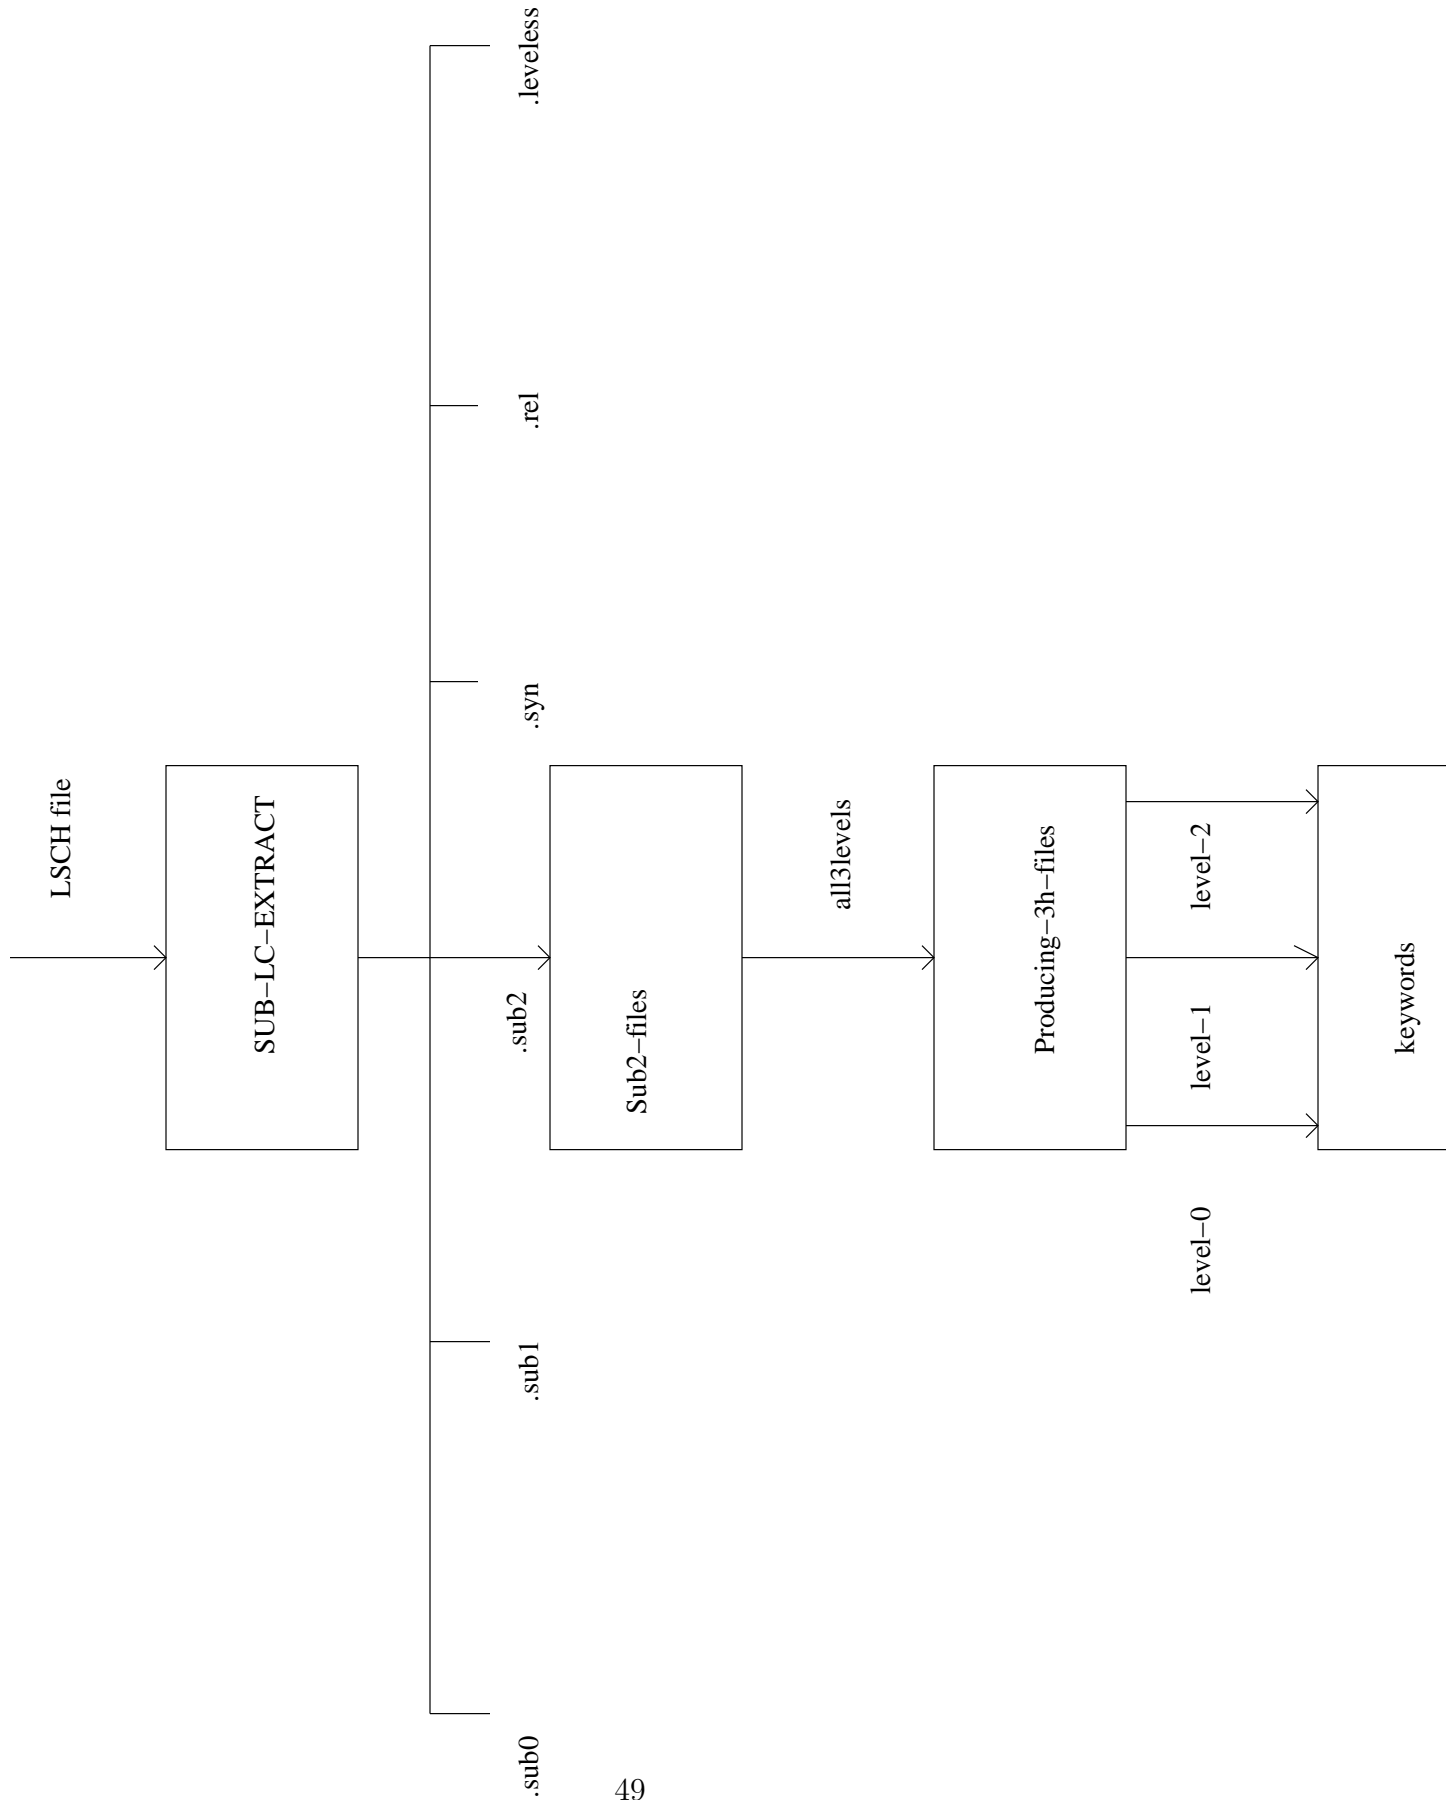 LSCH file
SUB−LC−EXTRACT
.sub0
.sub1
.sub2
.syn
.rel
.leveless
Sub2−files
all3levels
Producing−3h−files
level−0
level−1
level−2
keywords
49